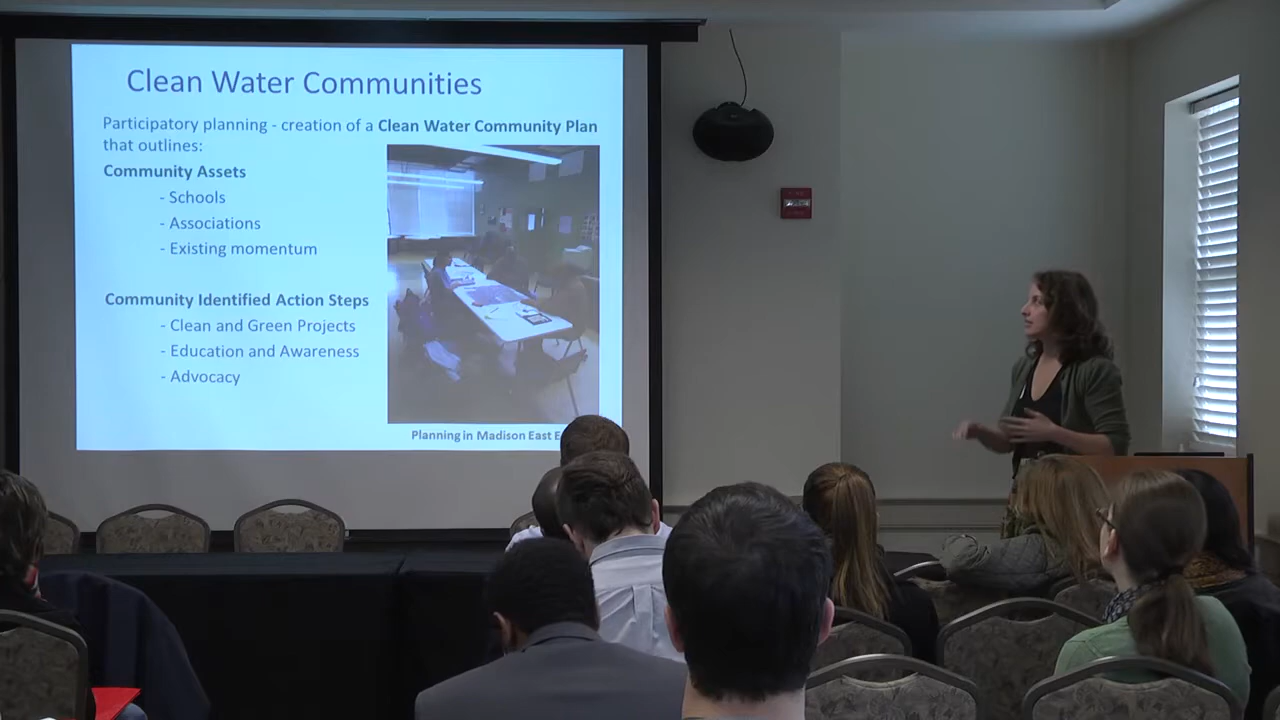 Clean Water Communities
Participatory planning - creation of a Clean Water Community Plan
that outlines:
Community Assets
- Schools
- Associations
- Existing momentum
Community Identified Action Steps
- Clean and Green Projects
- Education and Awareness
- Advocacy
Planning in Madison East E